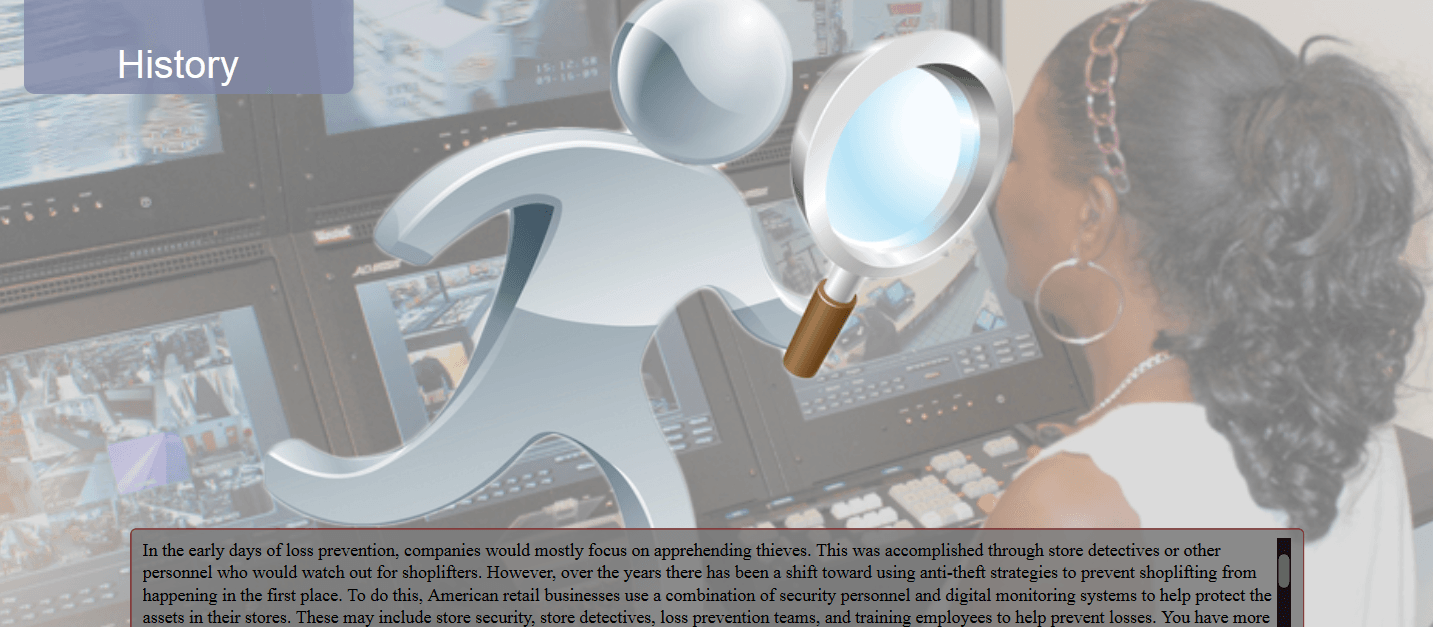 History
15:12:50
09-16-09
In the early days of loss prevention, companies would mostly focus on apprehending thieves. This was accomplished through store detectives or other
personnel who would watch out for shoplifters. However, over the years there has been a shift toward using anti-theft strategies to prevent shoplifting from
happening in the first place. To do this, American retail businesses use a combination of security personnel and digital monitoring systems to help protect the
assets in their stores. These may include store security, store detectives, loss prevention teams, and training employees to help prevent losses. You have more